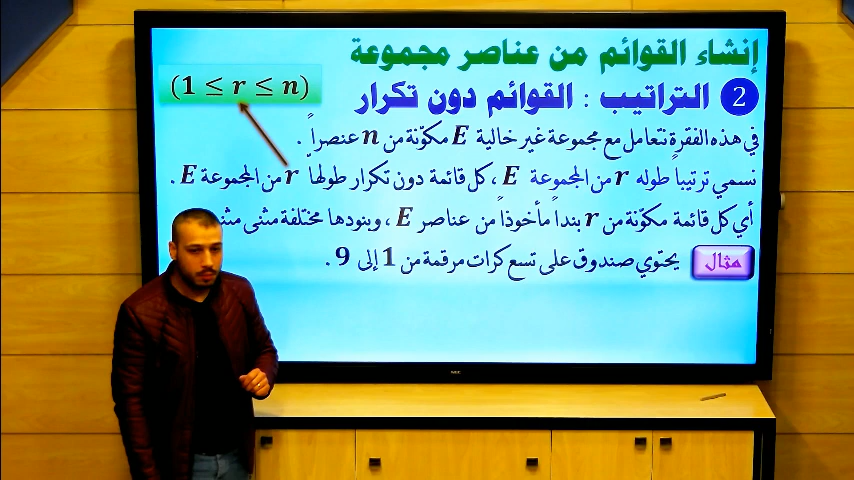 إنشاء القوائم من عناصر مجموعة
2 التراتيب : القوائم دون تكرار (1 ≤ r ≤ n)
في هذه الفقرة نتعامل مع مجموعة غير خالية E مكوّنة من n عنصراً .
نسمي ترتيباً طوله r من المجموعة E ، كل قائمة دون تكرار طولها r من المجموعة E .
أي كل قائمة مكوّنة من r بنداً مأخوذاً من عناصر E ، وبنودها مختلفة مثنى مثنى
مثال يحتوي صندوق على تسع كرات مرقمة من 1 إلى 9 .
NEC